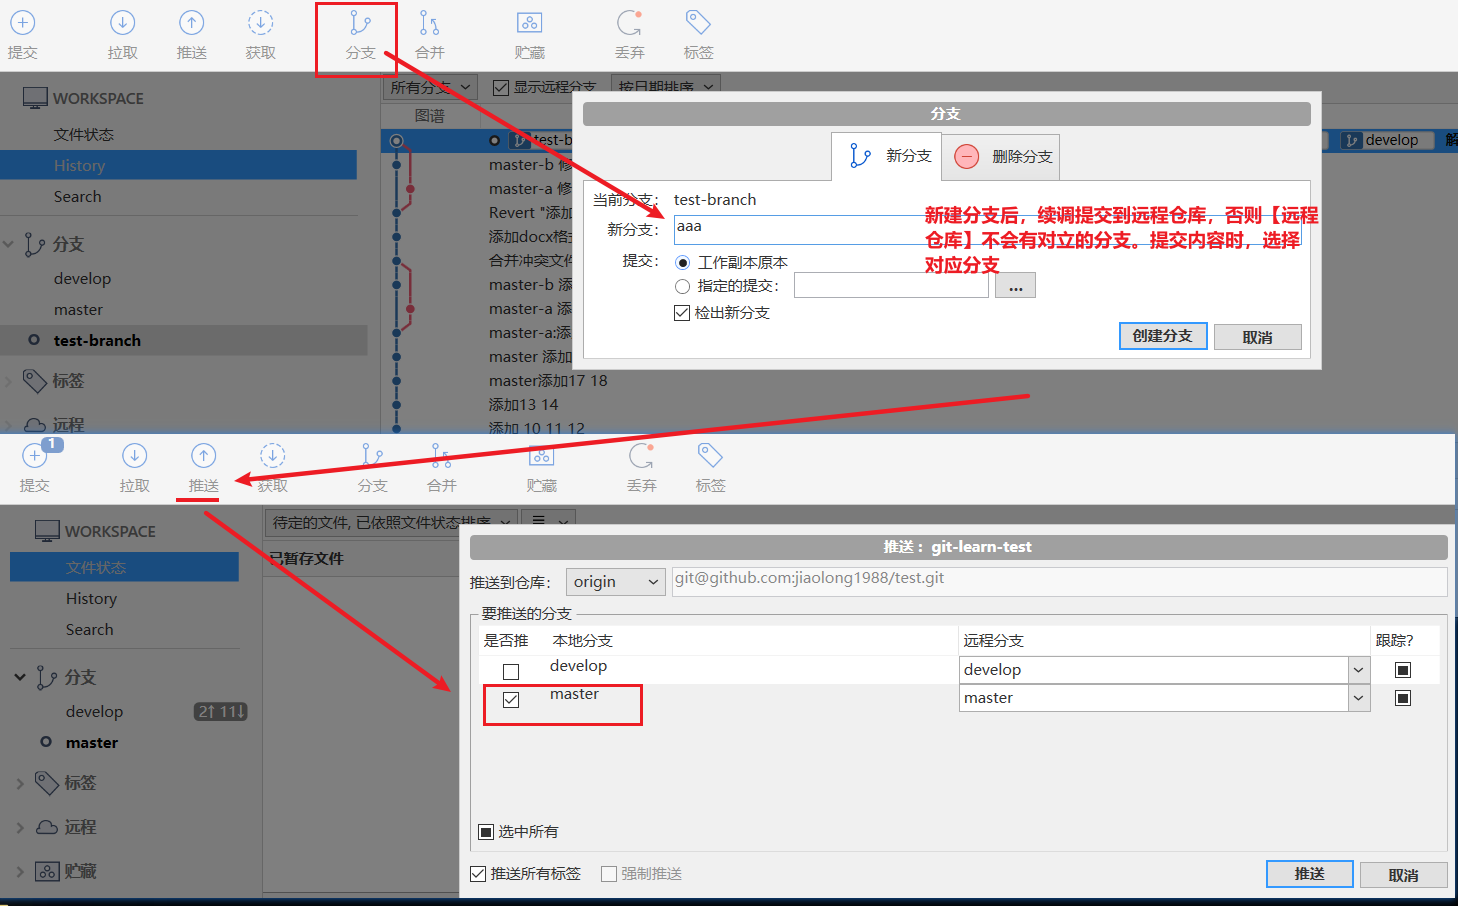 提交
拉取
推送
获取
分支
合并
贮藏
丢弃
标签
WORKSPACE
文件状态
History
Search
分支
develop
master
test-branch
标签
远程
所有分支
显示远程分支
按日期排序
图谱
test-b
develop
master-b 修
master-a 修
Revert "添加
添加docx格式
合并冲突文件
master-b 添
master-a 添
master-a:添
master 添加
master添加17 18
添加13 14
添加 10 11 12
分支
新分支
删除分支
当前分支：
test-branch
新分支：
aaa
提交：
工作副本原本
指定的提交：
...
检出新分支
创建分支
取消
新建分支后，续调提交到远程仓库，否则【远程
仓库】不会有对立的分支。提交内容时，选择
对应分支
1
提交
拉取
推送
获取
分支
合并
贮藏
丢弃
标签
WORKSPACE
文件状态
History
Search
分支
develop
2↑ 11↓
master
标签
远程
贮藏
待定的文件, 已依照文件状态排序
已暂存文件
推送： git-learn-test
推送到仓库：
origin
git@github.com:jiaolong1988/test.git
要推送的分支
是否推
本地分支
远程分支
跟踪?
develop
develop
master
master
选中所有
推送所有标签
强制推送
推送
取消